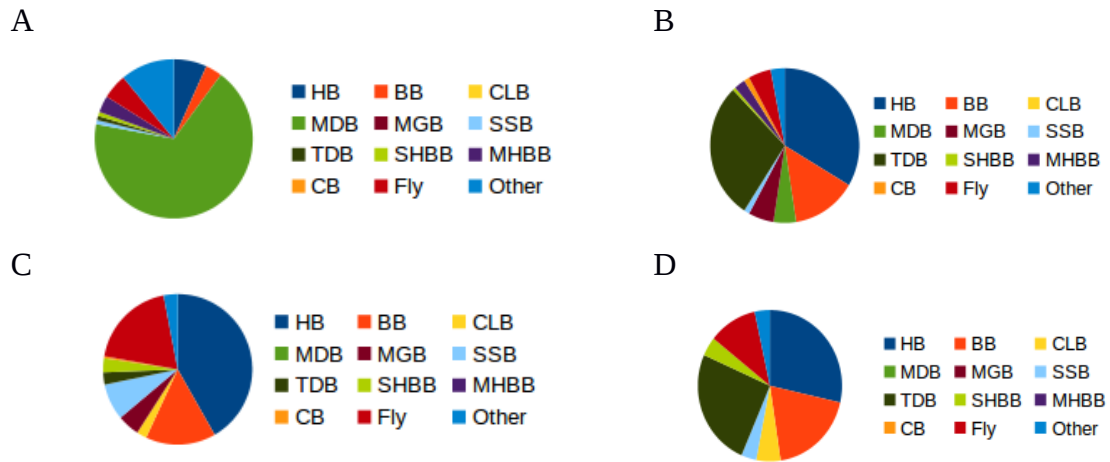 A
HB BB CLB
MDB MGB SSB
TDB SHBB MHBB
CB Fly Other
B
HB BB CLB
MDB MGB SSB
TDB SHBB MHBB
CB Fly Other
C
HB BB CLB
MDB MGB SSB
TDB SHBB MHBB
CB Fly Other
D
HB BB CLB
MDB MGB SSB
TDB SHBB MHBB
CB Fly Other